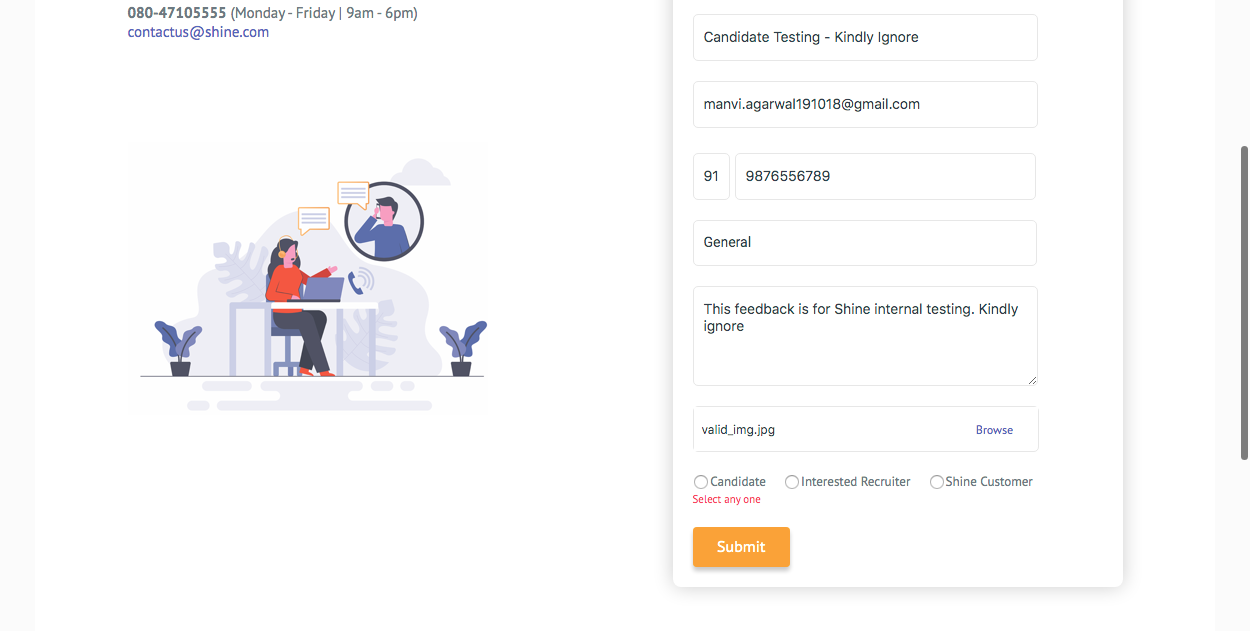 080-47105555 (Monday - Friday | 9am - 6pm)
contactus@shine.com
Candidate Testing - Kindly Ignore
manvi.agarwal191018@gmail.com
91 9876556789
General
This feedback is for Shine internal testing. Kindly
ignore
valid_img.jpg Browse
Candidate Interested Recruiter Shine Customer
Select any one
Submit